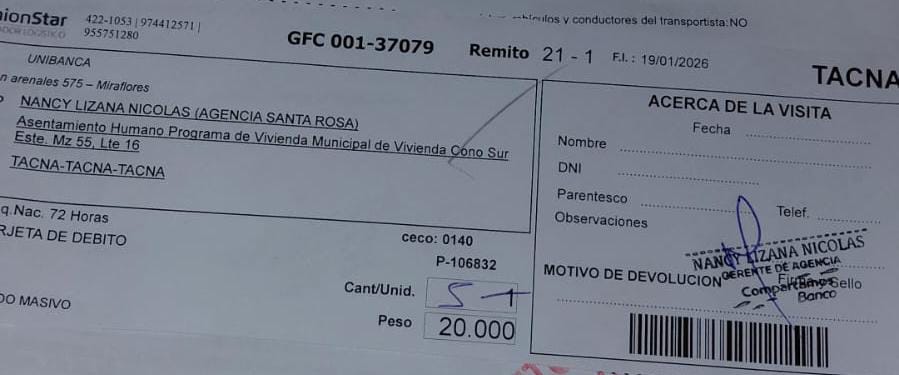 nionStar
422-1053 | 974412571 |
955751280
vehículos y conductores del transportista: NO
GFC 001-37079
Remito 21 - 1
F.I. : 19/01/2026
TACNA
UNIBANCA
n arenales 575 – Miraflores
NANCY LIZANA NICOLAS (AGENCIA SANTA ROSA)
Asentamiento Humano Programa de Vivienda Municipal de Vivienda Cono Sur
Este. Mz 55, Lte 16
TACNA-TACNA-TACNA
q.Nac. 72 Horas
RJETA DE DEBITO
ceco: 0140
P-106832
Cant/Unid. 5 - 1
DO MASIVO
Peso 20.000
ACERCA DE LA VISITA
Fecha
Nombre
DNI
Parentesco
Telef.
Observaciones
NANCY LIZANA NICOLAS
GERENTE DE AGENCIA
MOTIVO DE DEVOLUCION
Sello
Compartamos
Banco